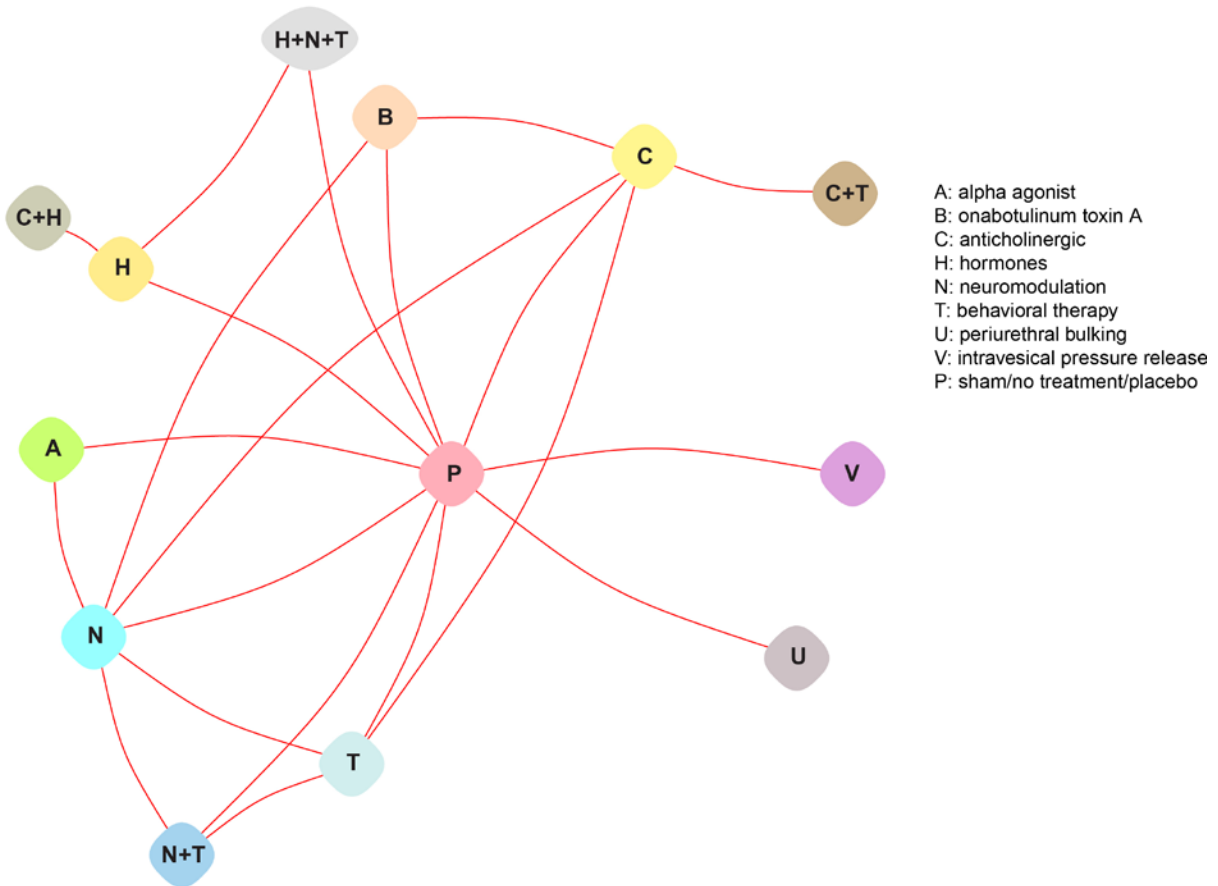 H+N+T
B
C
C+T
C+H
H
A
P
V
N
U
T
N+T
A: alpha agonist
B: onabotulinum toxin A
C: anticholinergic
H: hormones
N: neuromodulation
T: behavioral therapy
U: periurethral bulking
V: intravesical pressure release
P: sham/no treatment/placebo